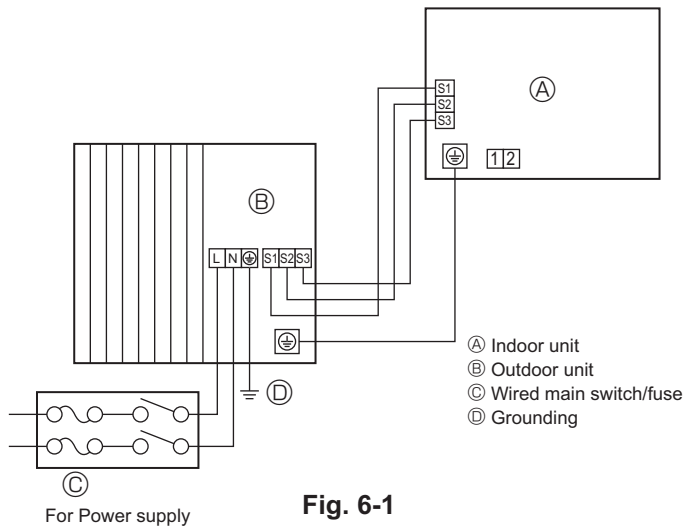 S1
S2
S3
Ⓐ
1 2
Ⓑ
L N S1 S2 S3
Ⓓ
Ⓐ Indoor unit
Ⓑ Outdoor unit
Ⓒ Wired main switch/fuse
Ⓓ Grounding
Ⓒ
For Power supply
Fig. 6-1